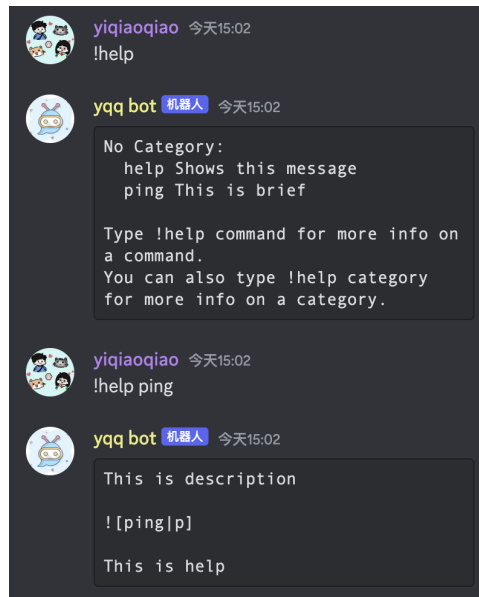 yiqiaoqiao 今天15:02
!help
yqq bot 机器人 今天15:02
No Category:
  help Shows this message
  ping This is brief
Type !help command for more info on
a command.
You can also type !help category
for more info on a category.
yiqiaoqiao 今天15:02
!help ping
yqq bot 机器人 今天15:02
This is description
![ping|p]
This is help